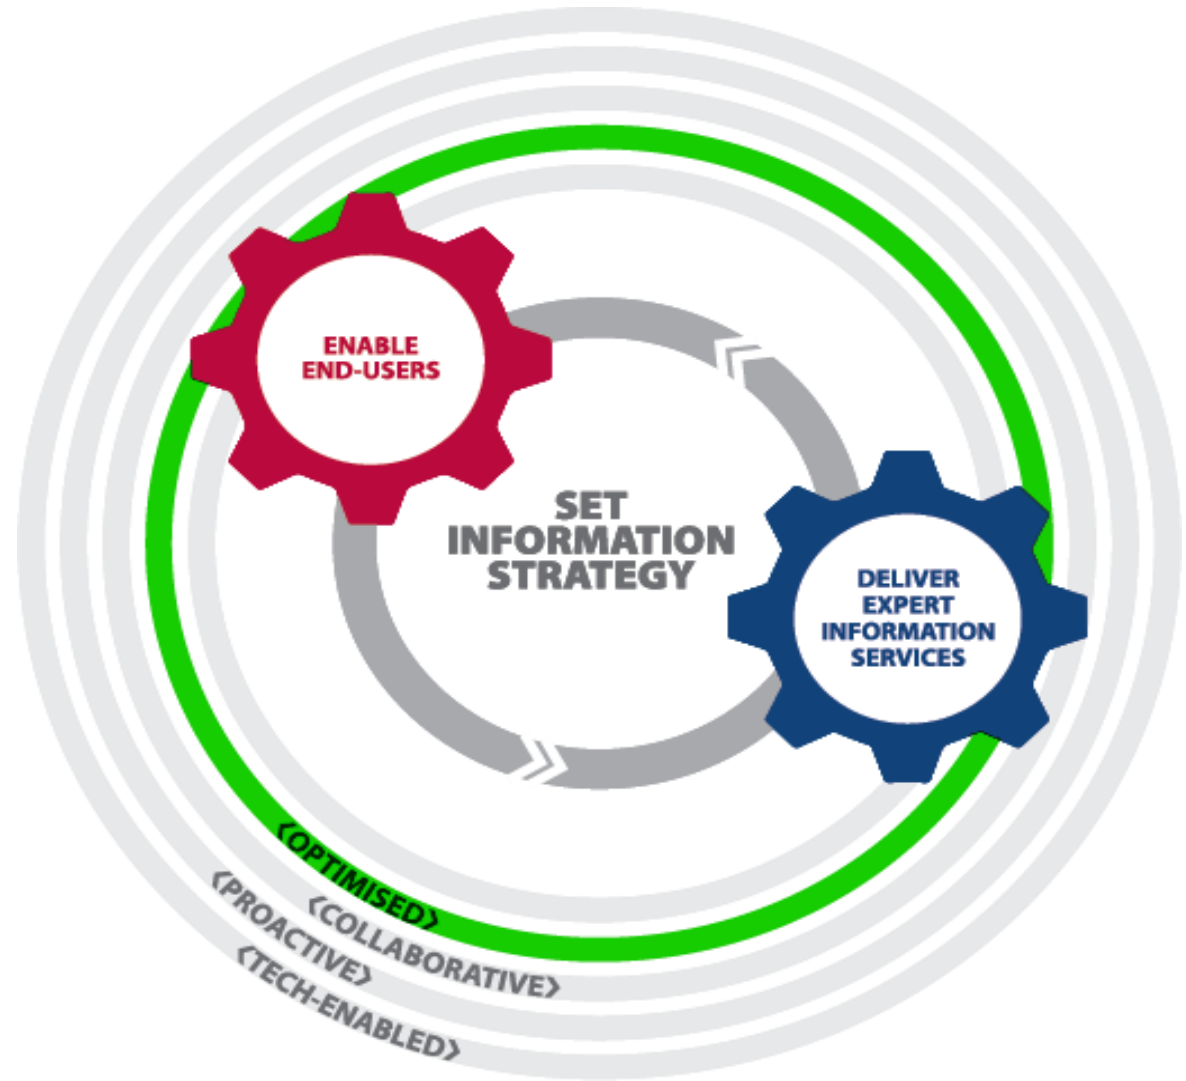 ENABLE
END-USERS
SET
INFORMATION
STRATEGY
DELIVER
EXPERT
INFORMATION
SERVICES
<OPTIMISED>
<COLLABORATIVE>
<PROACTIVE>
<TECH-ENABLED>